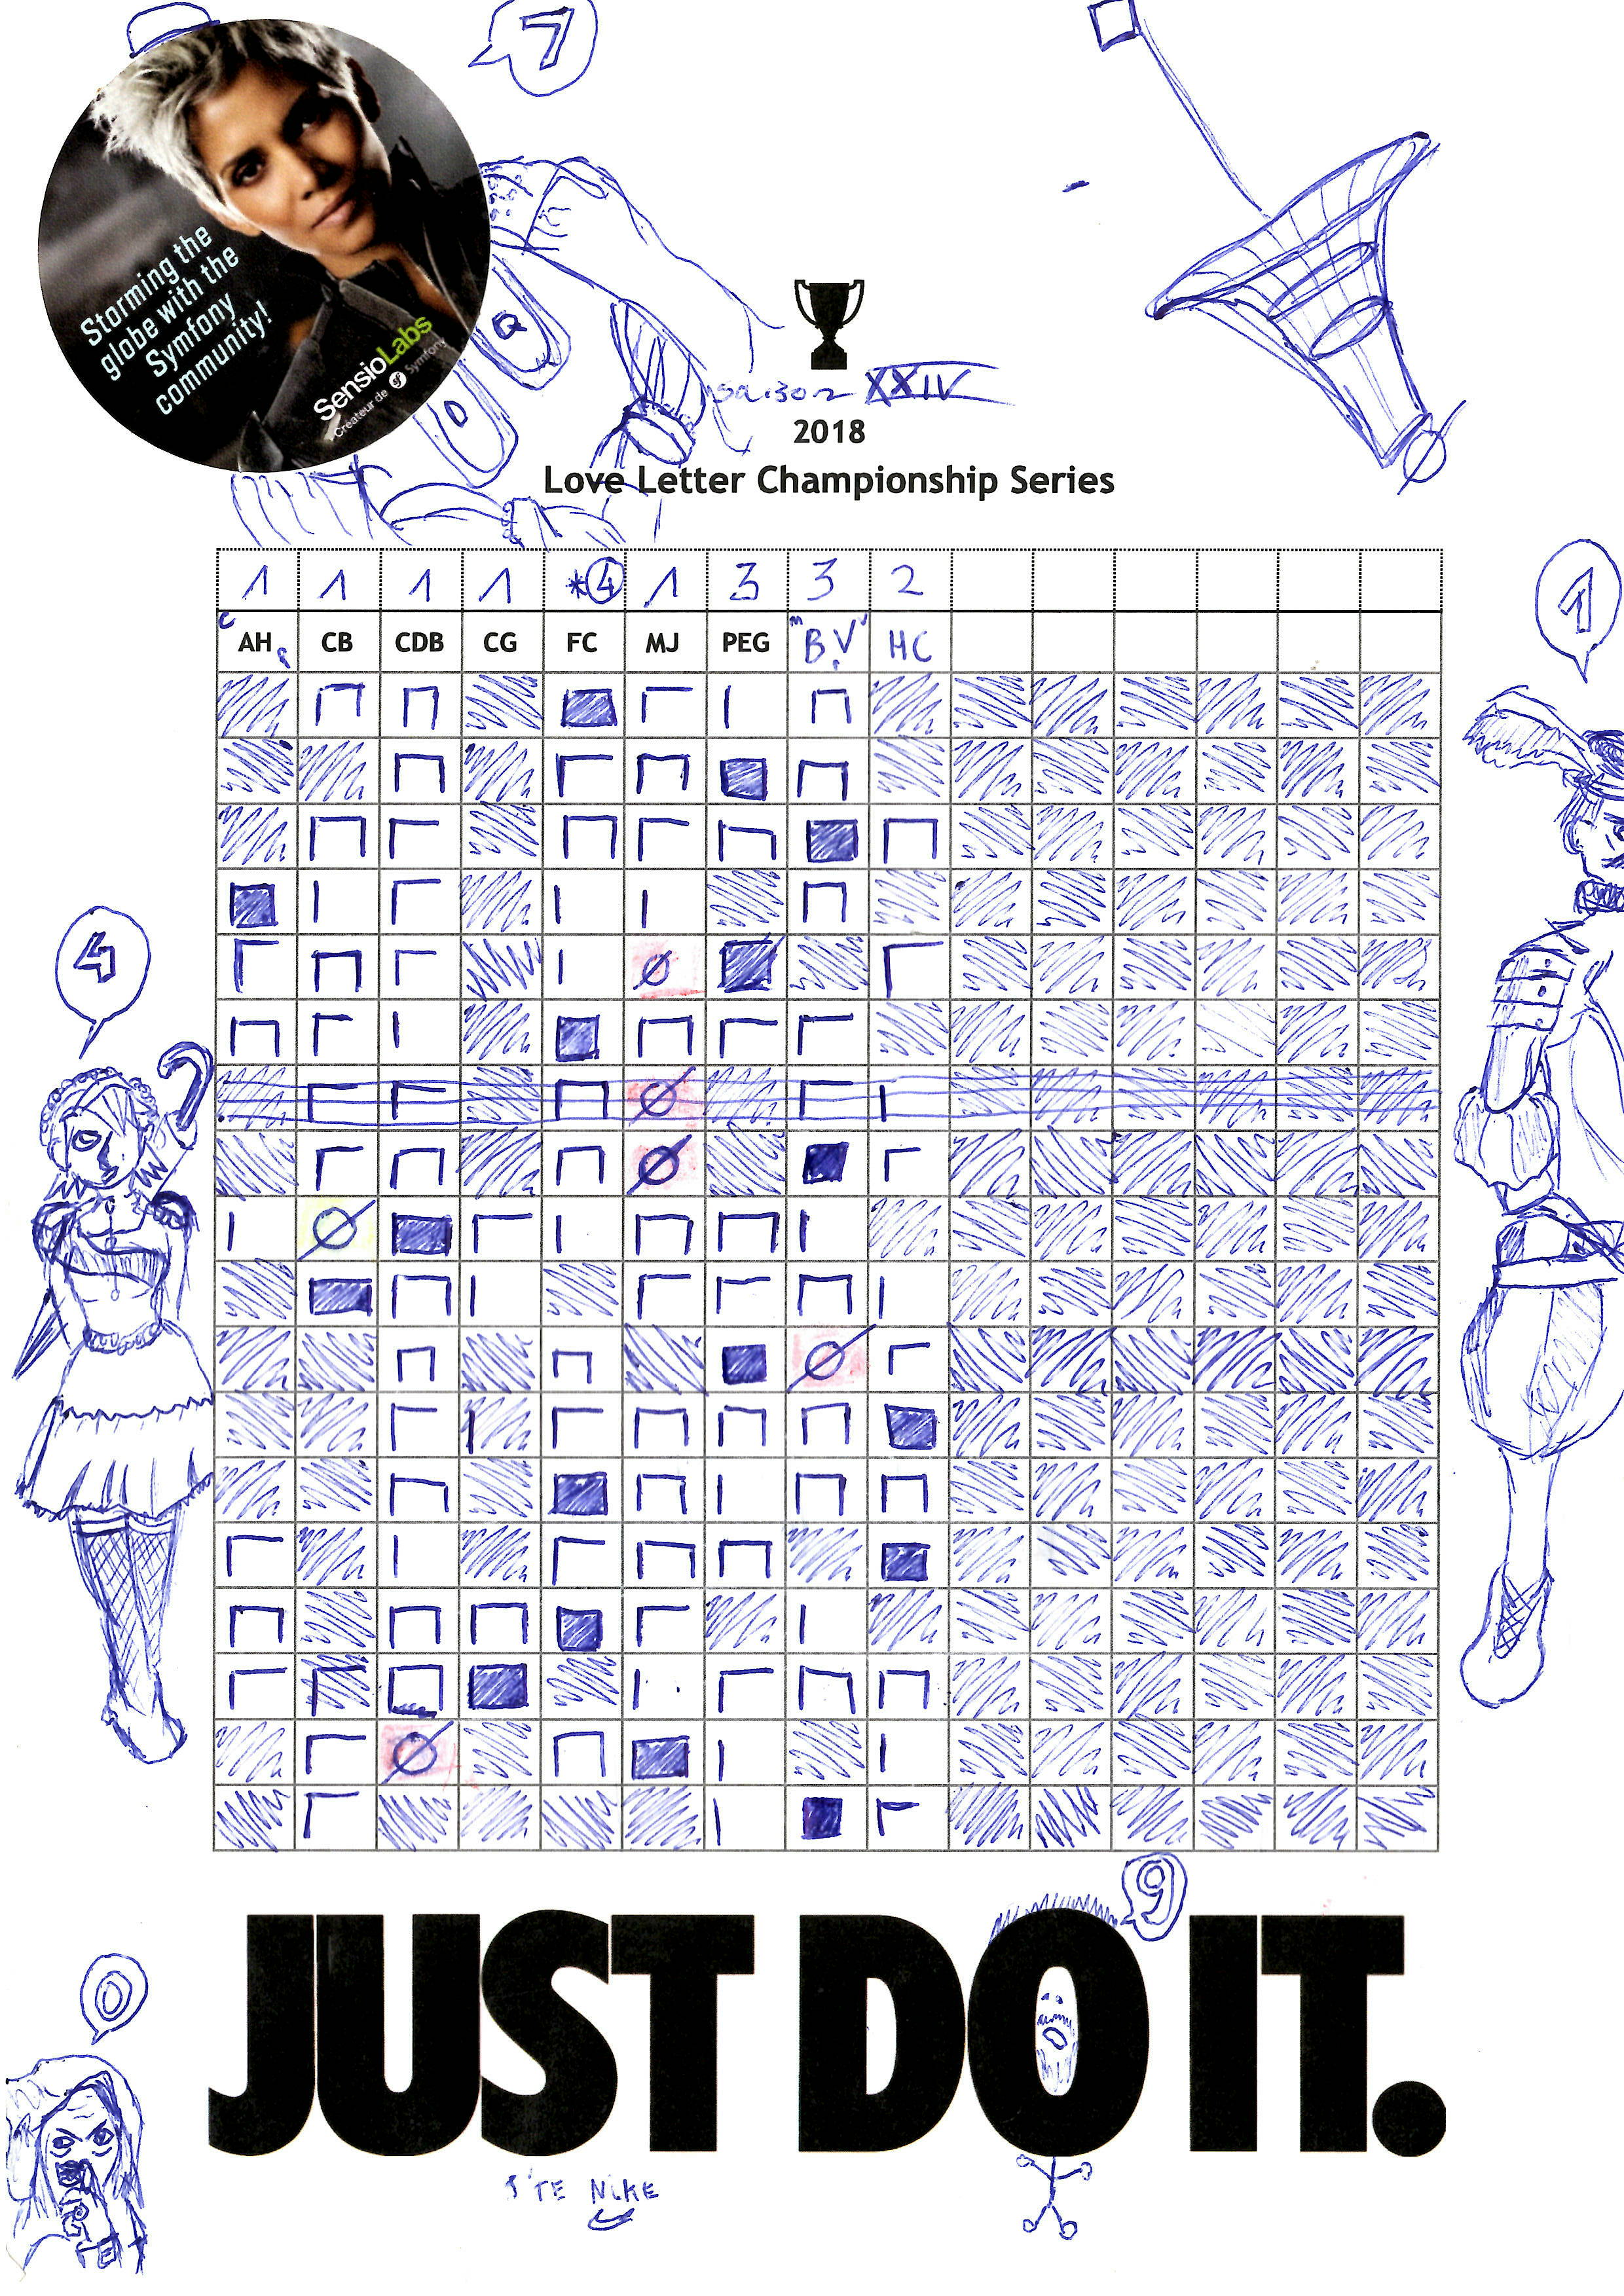 7
Storming the
globe with the
Symfony
community!
SensioLabs
Créateur de Symfony
Q
D
saison XXIV
2018
Love Letter Championship Series
1 1 1 1 *4 1 3 3 2
AH CB CDB CG FC MJ PEG B.V HC
1
4
JUST DO IT.
9
0
J'TE NIKE